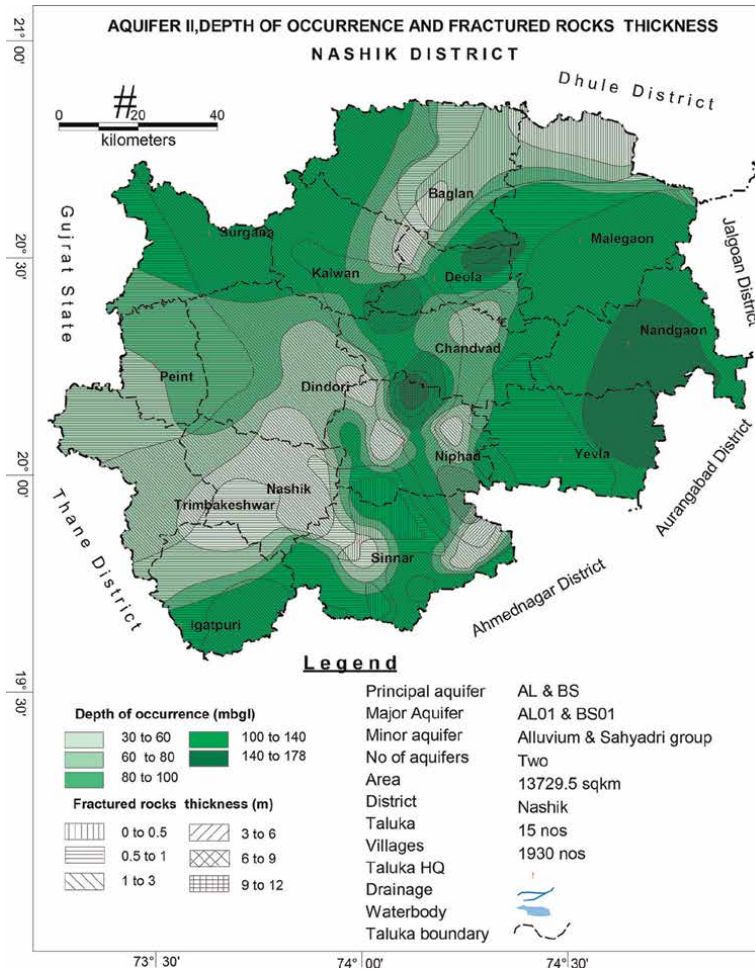 AQUIFER II,DEPTH OF OCCURRENCE AND FRACTURED ROCKS THICKNESS
NASHIK DISTRICT
21° 00'
20° 30'
20° 00'
19° 30'
#
0 20 40
kilometers
Dhule District
Gujrat State
Jalgoan District
Thane District
Aurangabad District
Ahmednagar District
Baglan
Surgana
Malegaon
Kalwan
Deola
Nandgaon
Chandvad
Peint
Dindori
Niphad
Yevla
Nashik
Trimbakeshwar
Sinnar
Igatpuri
Legend
Depth of occurrence (mbgl)
30 to 60
60 to 80
80 to 100
100 to 140
140 to 178
Fractured rocks thickness (m)
0 to 0.5
0.5 to 1
1 to 3
3 to 6
6 to 9
9 to 12
Principal aquifer AL & BS
Major Aquifer AL01 & BS01
Minor aquifer Alluvium & Sahyadri group
No of aquifers Two
Area 13729.5 sqkm
District Nashik
Taluka 15 nos
Villages 1930 nos
Taluka HQ
Drainage
Waterbody
Taluka boundary
73° 30' 74° 00' 74° 30'